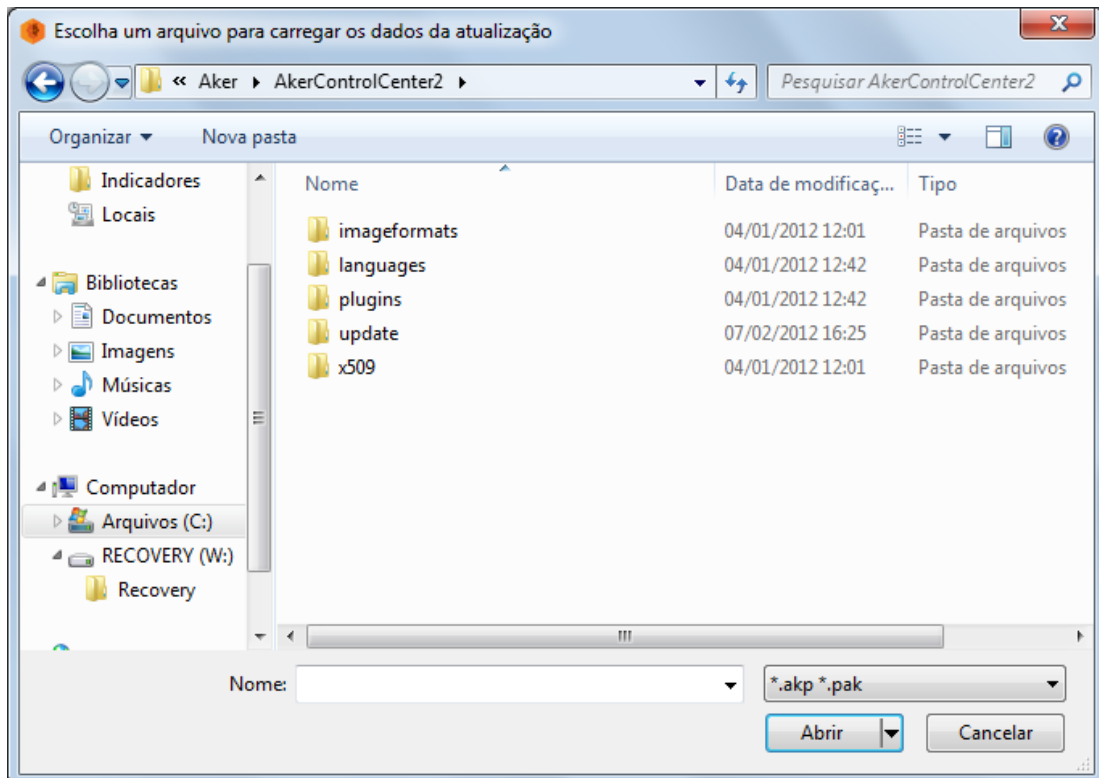 Escolha um arquivo para carregar os dados da atualização
X
« Aker AkerControlCenter2
Pesquisar AkerControlCenter2
Organizar
Nova pasta
?
Indicadores
Locais
Bibliotecas
Documentos
Imagens
Músicas
Vídeos
Computador
Arquivos (C:)
RECOVERY (W:)
Recovery
Nome Data de modificaç... Tipo
imageformats 04/01/2012 12:01 Pasta de arquivos
languages 04/01/2012 12:42 Pasta de arquivos
plugins 04/01/2012 12:42 Pasta de arquivos
update 07/02/2012 16:25 Pasta de arquivos
x509 04/01/2012 12:01 Pasta de arquivos
Nome:
*.akp *.pak
Abrir
Cancelar